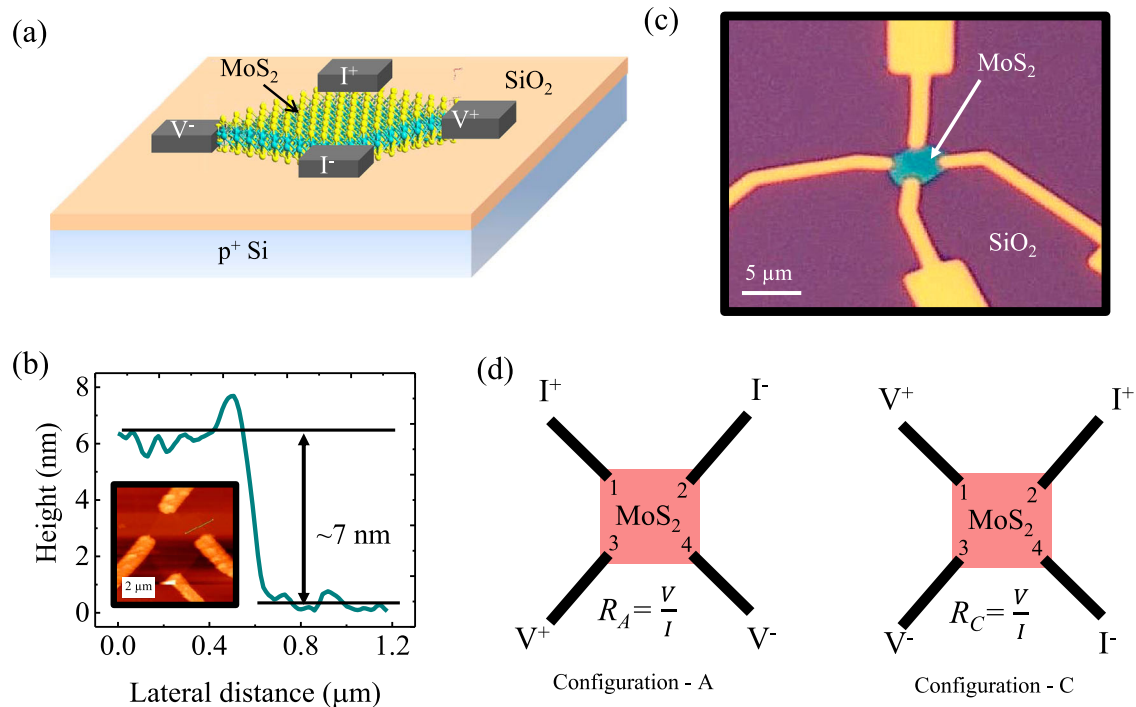 (a)
MoS₂
I⁺
SiO₂
V⁻
V⁺
I⁻
p⁺ Si
(c)
MoS₂
SiO₂
5 µm
(b)
8
6
4
2
0
Height (nm)
~7 nm
2 µm
0.0 0.4 0.8 1.2
Lateral distance (µm)
(d)
I⁺ I⁻
1 2
MoS₂
3 4
V⁺ V⁻
R_A = V/I
Configuration - A
V⁺ I⁺
1 2
MoS₂
3 4
V⁻ I⁻
R_C = V/I
Configuration - C